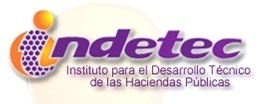 indetec
Instituto para el Desarrollo Técnico
de las Haciendas Públicas